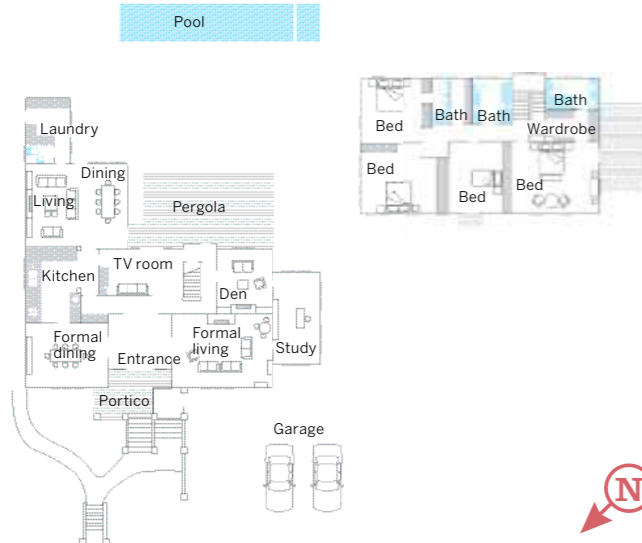 Pool
Laundry
Dining
Living
Pergola
Kitchen
TV room
Den
Formal
dining
Entrance
Formal
living
Study
Portico
Garage
Bed
Bath
Bath
Bath
Wardrobe
Bed
Bed
Bed
N